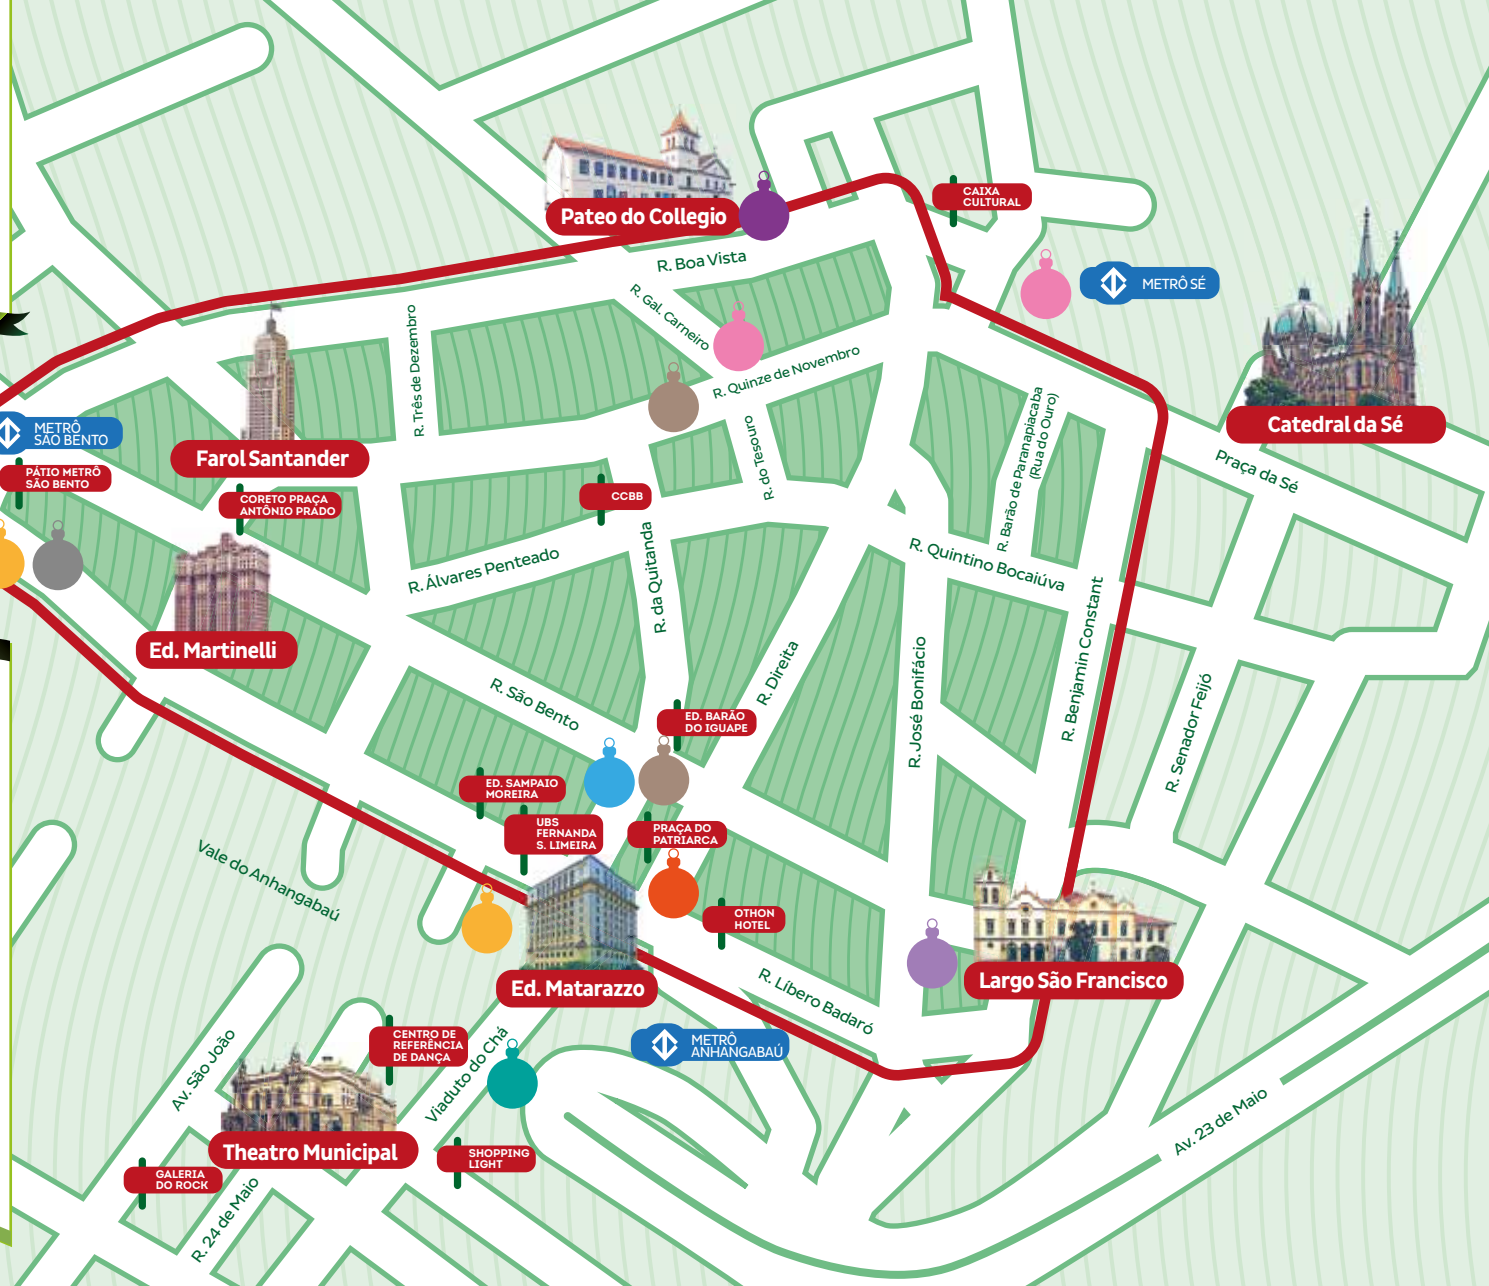 CAIXA
CULTURAL
Pateo do Collegio
R. Boa Vista
METRÔ SÉ
R. Gal. Carneiro
R. Três de Dezembro
R. Quinze de Novembro
R. Barão de Paranapiacaba
(Rua do Ouro)
Catedral da Sé
METRÔ
SÃO BENTO
R. do Tesouro
Farol Santander
Praça da Sé
PÁTIO METRÔ
SÃO BENTO
CORETO PRAÇA
ANTÔNIO PRADO
CCBB
R. Álvares Penteado
R. da Quitanda
R. Quintino Bocaiúva
R. Benjamin Constant
Ed. Martinelli
R. São Bento
R. Direita
R. José Bonifácio
R. Senador Feijó
ED. BARÃO
DO IGUAPE
ED. SAMPAIO
MOREIRA
UBS
FERNANDA
S. LIMEIRA
PRAÇA DO
PATRIARCA
Vale do Anhangabaú
OTHON
HOTEL
Ed. Matarazzo
R. Líbero Badaró
Largo São Francisco
METRÔ
ANHANGABAÚ
CENTRO DE
REFERÊNCIA
DE DANÇA
Av. São João
Viaduto do Chá
Av. 23 de Maio
Theatro Municipal
SHOPPING
LIGHT
GALERIA
DO ROCK
R. 24 de Maio